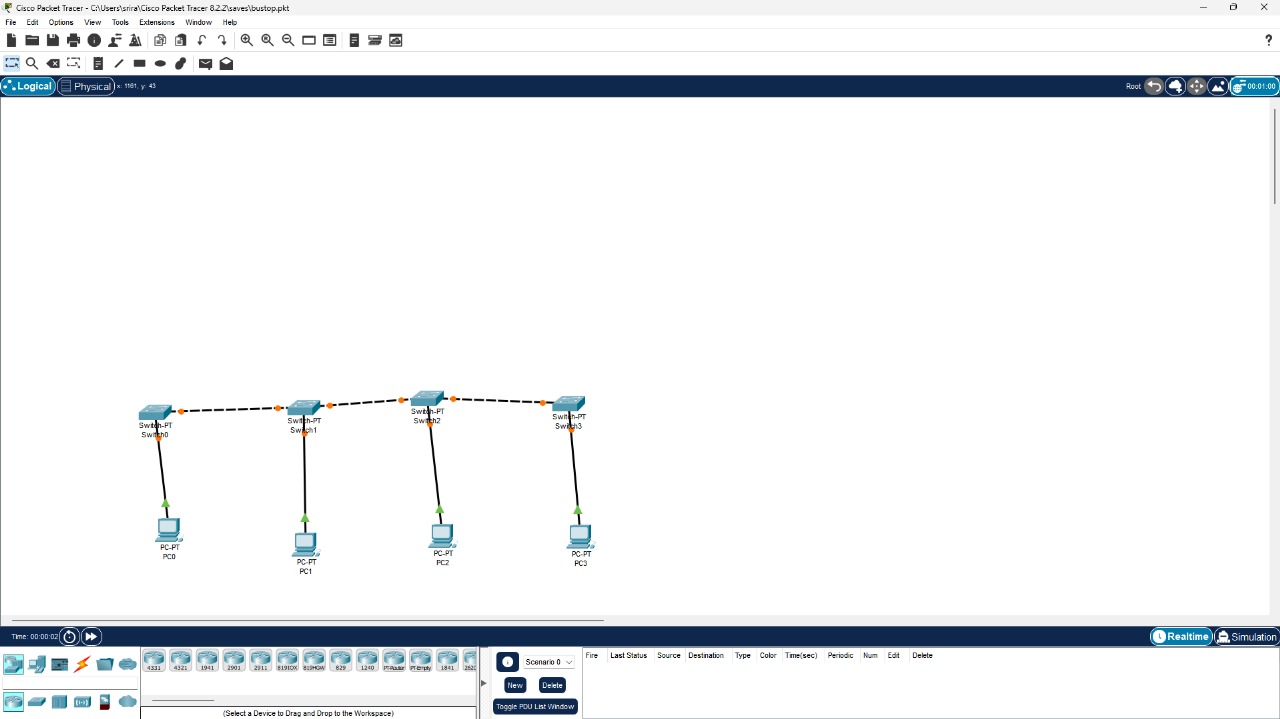 Cisco Packet Tracer - C:\Users\srira\Cisco Packet Tracer 8.2.2\saves\bustop.pkt
File Edit Options View Tools Extensions Window Help
?
Logical Physical x: 1161, y: 43 Root 00:01:00
Switch-PT
Switch0
Switch-PT
Switch1
Switch-PT
Switch2
Switch-PT
Switch3
PC-PT
PC0
PC-PT
PC1
PC-PT
PC2
PC-PT
PC3
Time: 00:00:02 Realtime Simulation
4331 4321 1941 2901 2911 819IOX 819HGW 829 1240 PT-Router PT-Empty 1841 2620
(Select a Device to Drag and Drop to the Workspace)
Scenario 0
New Delete
Toggle PDU List Window
Fire Last Status Source Destination Type Color Time(sec) Periodic Num Edit Delete